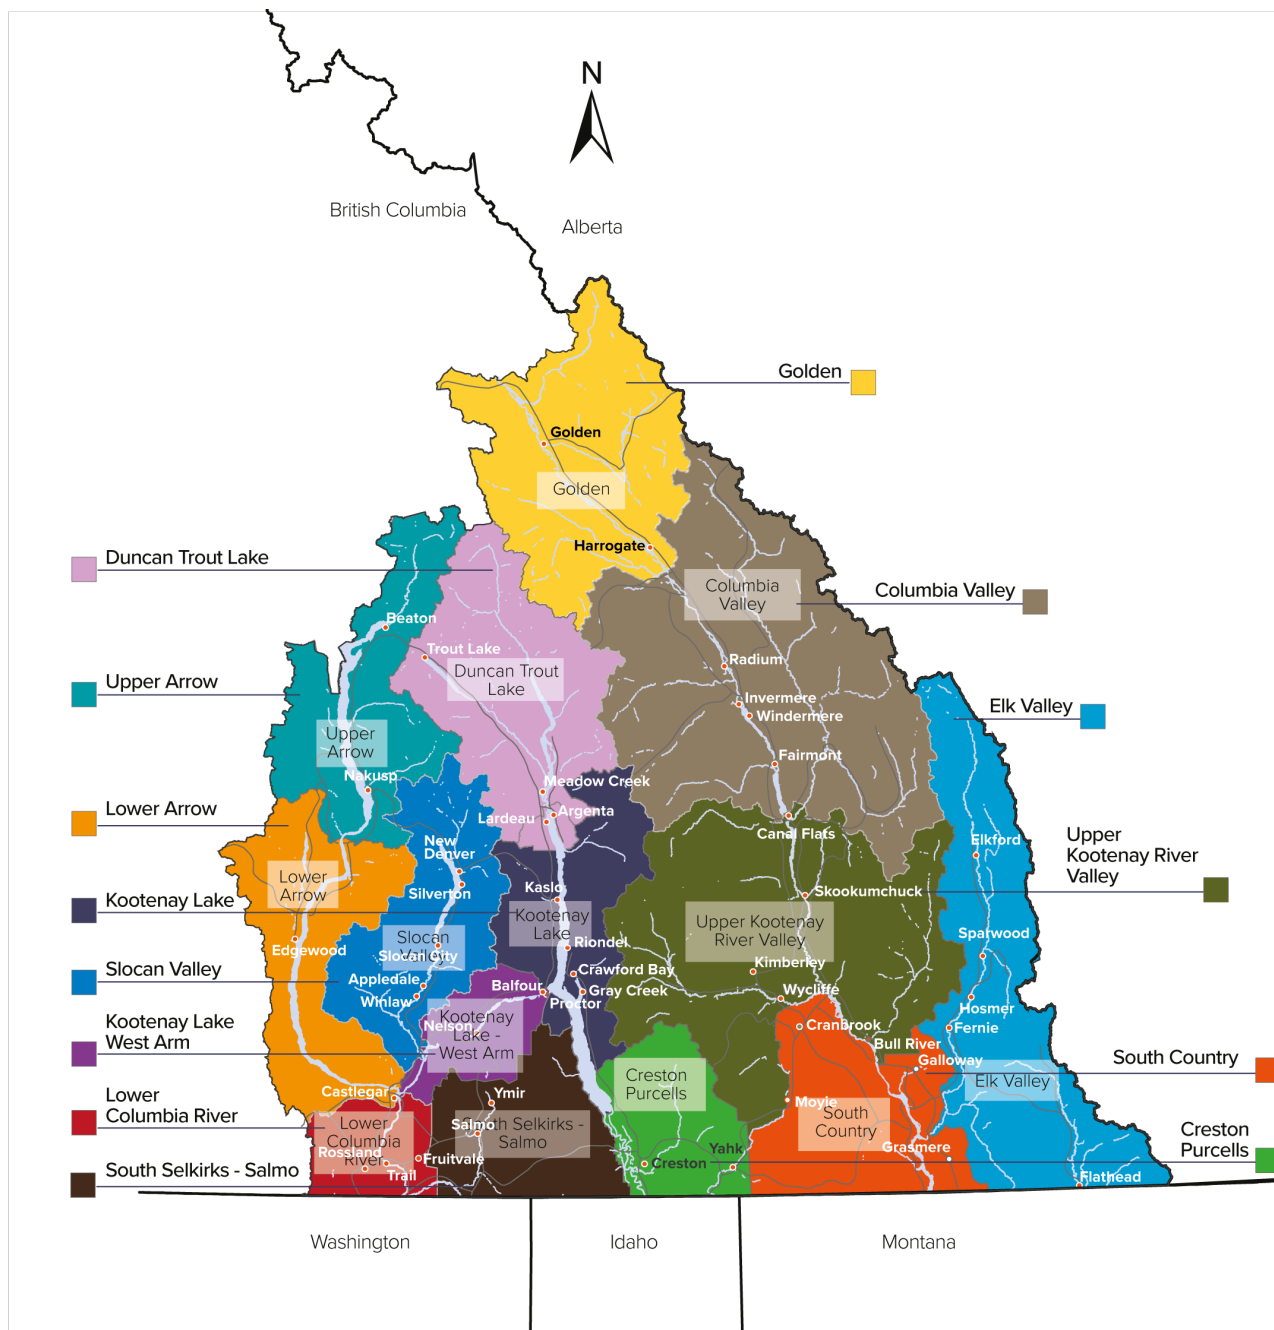 N
British Columbia
Alberta
Golden
Golden
Golden
Harrogate
Duncan Trout Lake
Columbia
Valley
Columbia Valley
Beaton
Trout Lake
Duncan Trout
Lake
Radium
Upper Arrow
Invermere
Windermere
Elk Valley
Upper
Arrow
Fairmont
Nakusp
Meadow Creek
Lower Arrow
Argenta
Lardeau
Canal Flats
New
Denver
Elkford
Upper
Kootenay River
Valley
Lower
Arrow
Silverton
Kaslo
Skookumchuck
Kootenay Lake
Kootenay
Lake
Upper Kootenay
River Valley
Edgewood
Slocan
Valley
Slocan City
Riondel
Sparwood
Slocan Valley
Appledale
Winlaw
Crawford Bay
Kimberley
Balfour
Gray Creek
Proctor
Wycliffe
Hosmer
Kootenay Lake
West Arm
Nelson
Kootenay
Lake -
West Arm
Cranbrook
Fernie
Bull River
Galloway
South Country
Elk Valley
Creston
Purcells
Castlegar
Ymir
Moyie
Lower
Columbia River
Lower
Columbia
River
Salmo
South Selkirks -
Salmo
South
Country
Creston
Purcells
Rossland
Fruitvale
Trail
Yahk
Creston
Grasmere
South Selkirks - Salmo
Flathead
Washington
Idaho
Montana